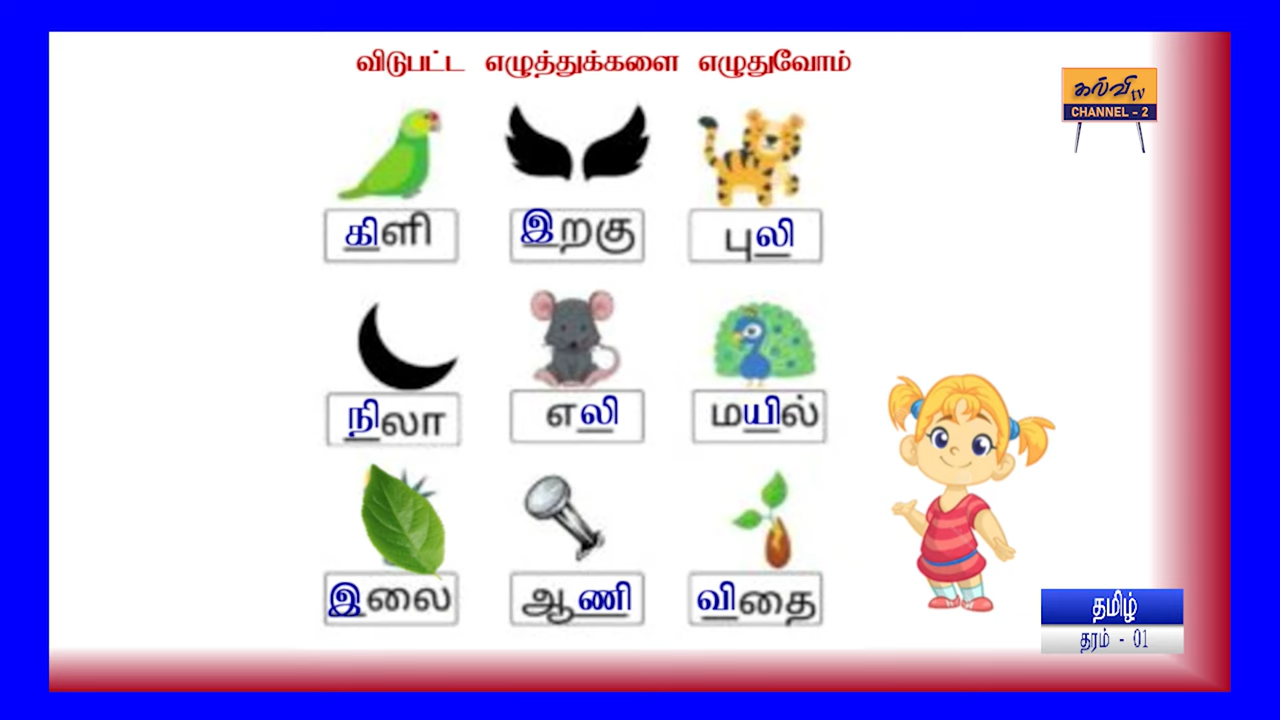 விடுபட்ட எழுத்துக்களை எழுதுவோம்
கல்வி TV
CHANNEL - 2
கிளி இறகு புலி
நிலா எலி மயில்
இலை ஆணி விதை
தமிழ்
தரம் - 01